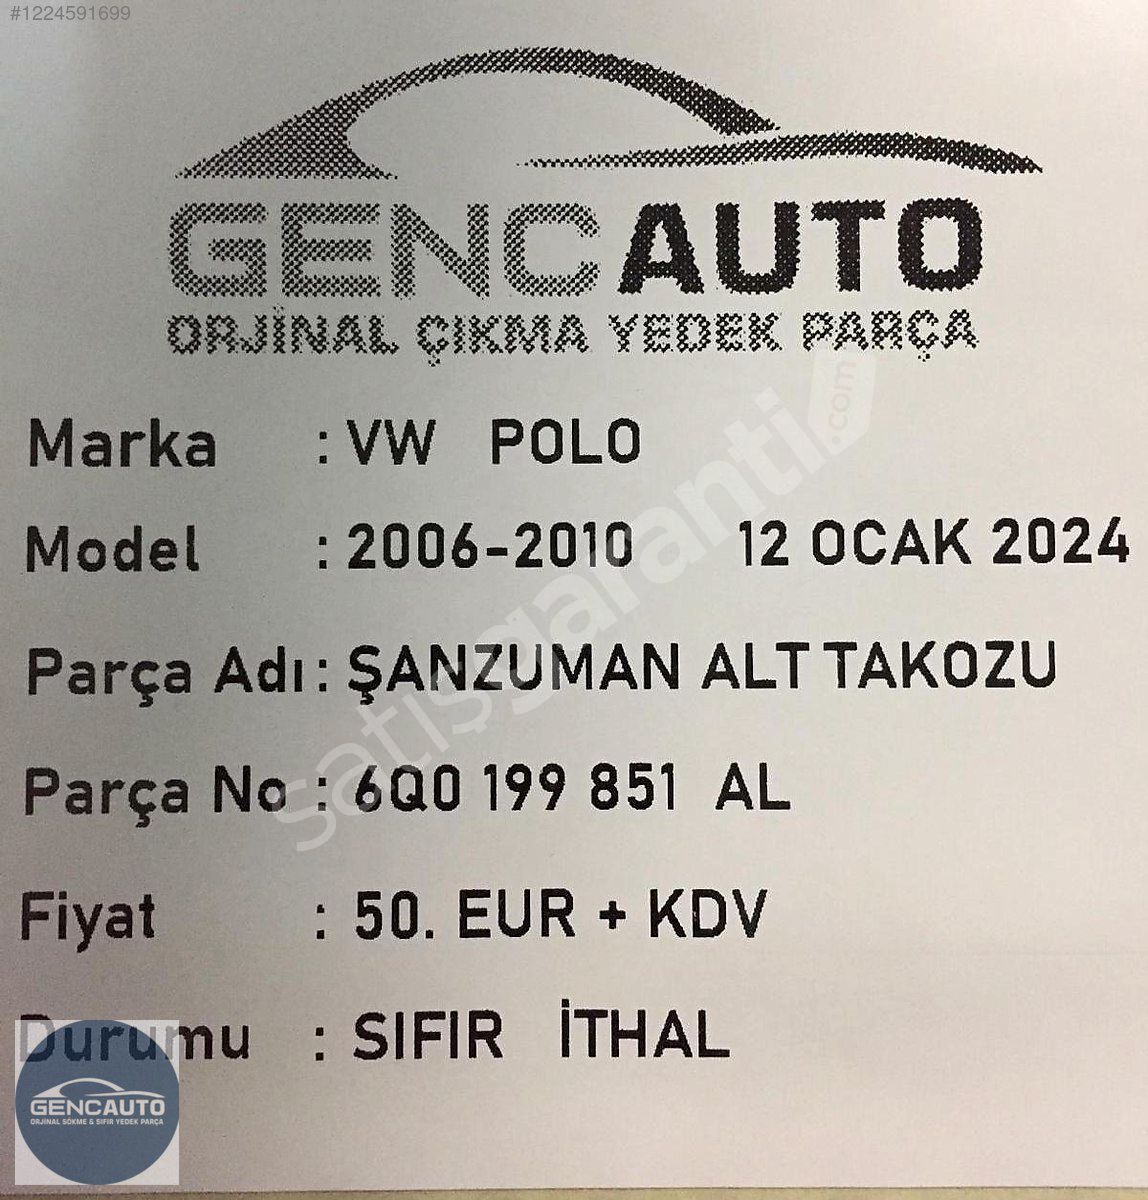 #1224591699
GENCAUTO
ORJİNAL ÇIKMA YEDEK PARÇA
Marka : VW POLO
Model : 2006-2010 12 OCAK 2024
Parça Adı : ŞANZUMAN ALT TAKOZU
Parça No : 6Q0 199 851 AL
Fiyat : 50. EUR + KDV
Durumu : SIFIR İTHAL
satışgaranti.com
GENCAUTO
ORJİNAL SÖKME & SIFIR YEDEK PARÇA